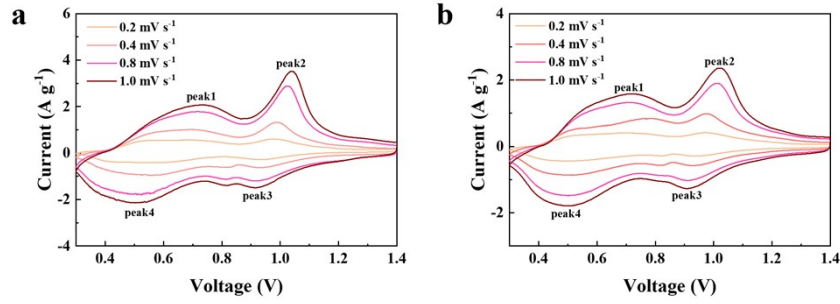 a
0.2 mV s⁻¹
0.4 mV s⁻¹
0.8 mV s⁻¹
1.0 mV s⁻¹
peak1
peak2
peak3
peak4
6
4
2
0
-2
-4
Current (A g⁻¹)
0.4 0.6 0.8 1.0 1.2 1.4
Voltage (V)
b
0.2 mV s⁻¹
0.4 mV s⁻¹
0.8 mV s⁻¹
1.0 mV s⁻¹
peak1
peak2
peak3
peak4
4
2
0
-2
Current (A g⁻¹)
0.4 0.6 0.8 1.0 1.2 1.4
Voltage (V)